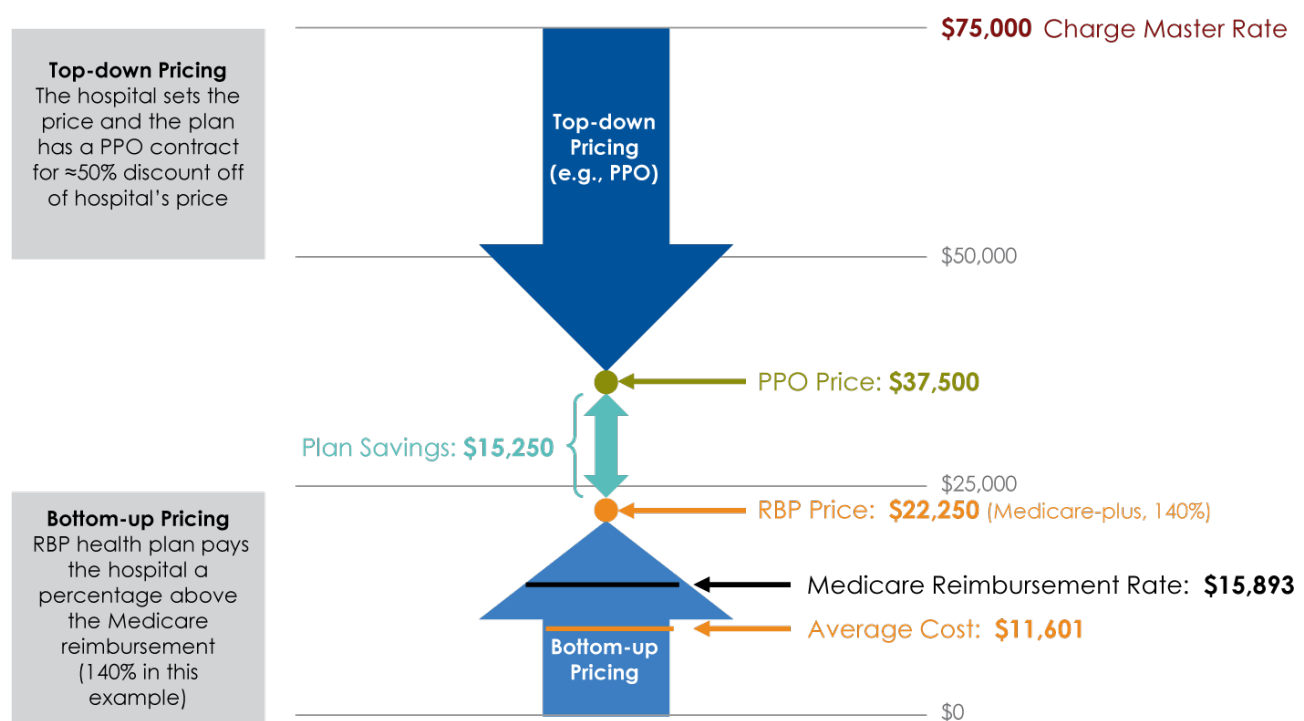 $75,000 Charge Master Rate
Top-down Pricing
The hospital sets the
price and the plan
has a PPO contract
for ≈50% discount off
of hospital's price
Top-down
Pricing
(e.g., PPO)
$50,000
PPO Price: $37,500
Plan Savings: $15,250
$25,000
RBP Price: $22,250 (Medicare-plus, 140%)
Bottom-up Pricing
RBP health plan pays
the hospital a
percentage above
the Medicare
reimbursement
(140% in this
example)
Medicare Reimbursement Rate: $15,893
Average Cost: $11,601
Bottom-up
Pricing
$0